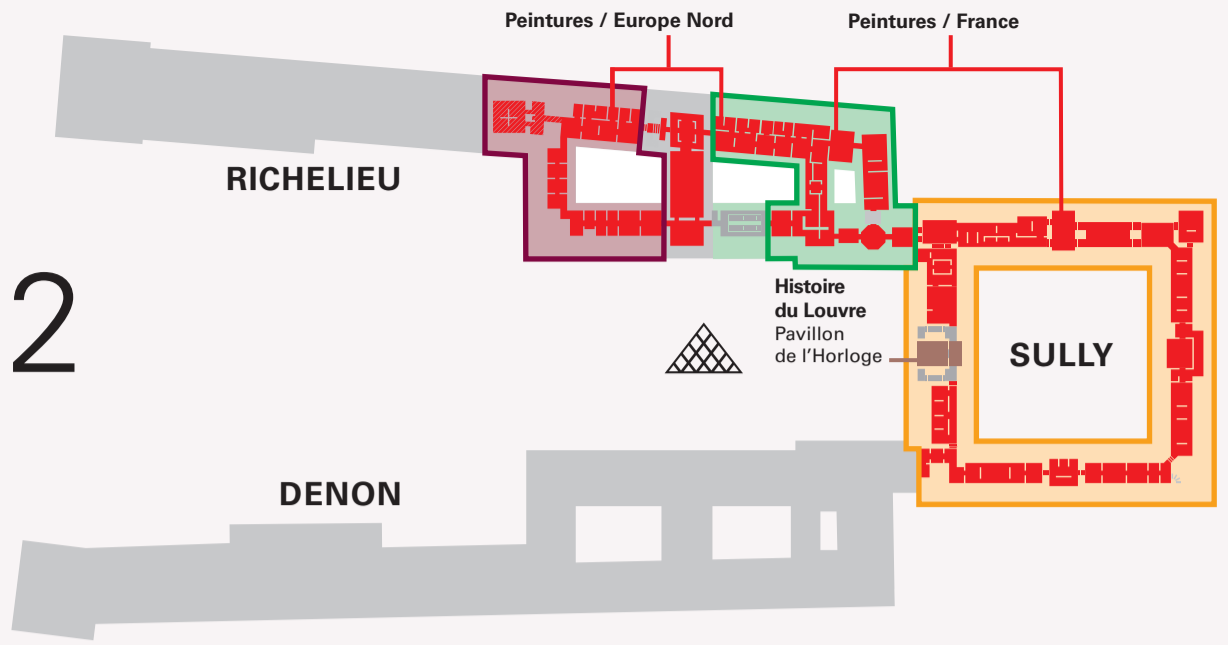 Peintures / Europe Nord
Peintures / France
RICHELIEU
2
Histoire
du Louvre
Pavillon
de l'Horloge
SULLY
DENON